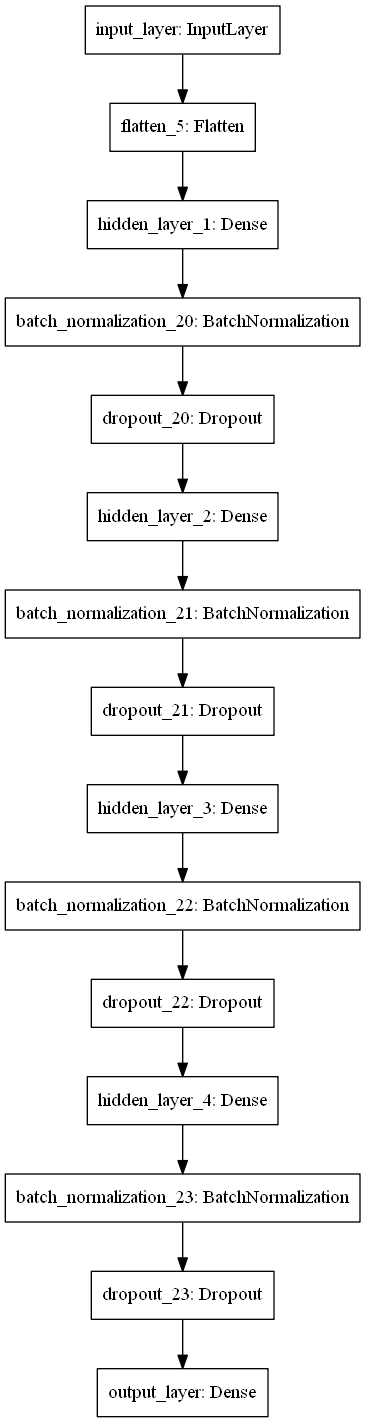 input_layer: InputLayer
flatten_5: Flatten
hidden_layer_1: Dense
batch_normalization_20: BatchNormalization
dropout_20: Dropout
hidden_layer_2: Dense
batch_normalization_21: BatchNormalization
dropout_21: Dropout
hidden_layer_3: Dense
batch_normalization_22: BatchNormalization
dropout_22: Dropout
hidden_layer_4: Dense
batch_normalization_23: BatchNormalization
dropout_23: Dropout
output_layer: Dense